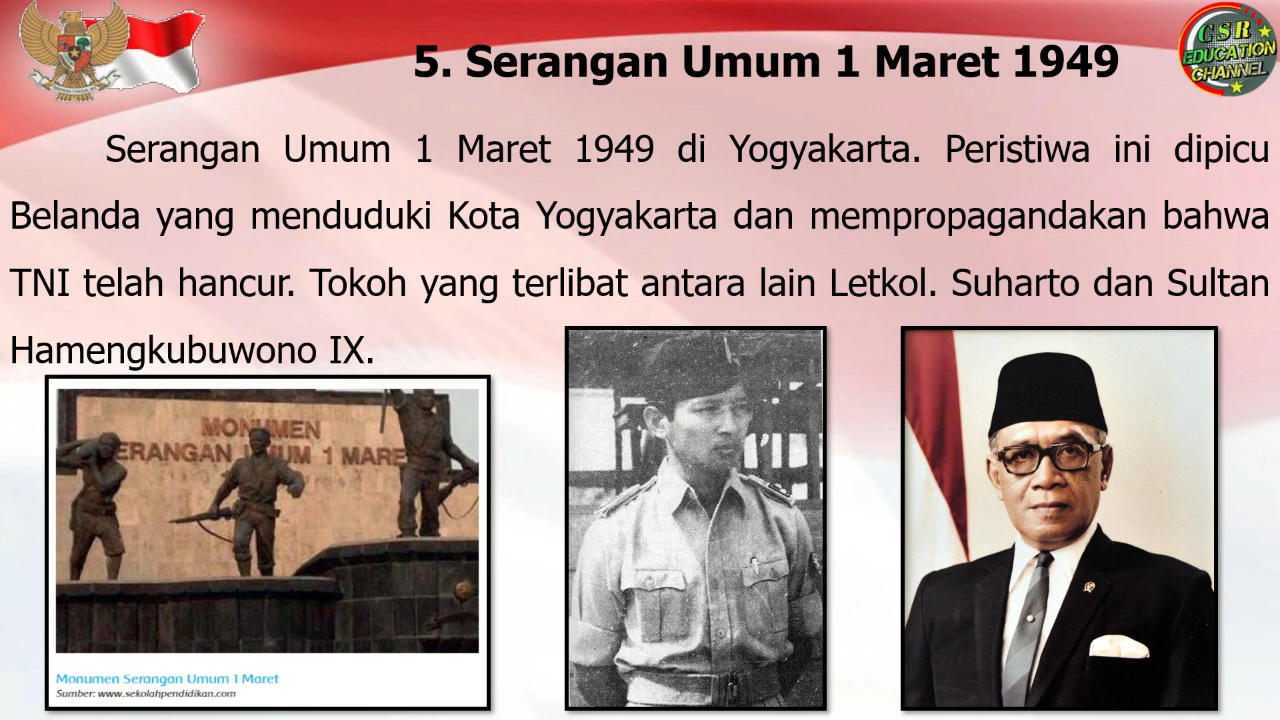 CSR
EDUCATION
CHANNEL
5. Serangan Umum 1 Maret 1949
Serangan Umum 1 Maret 1949 di Yogyakarta. Peristiwa ini dipicu
Belanda yang menduduki Kota Yogyakarta dan mempropagandakan bahwa
TNI telah hancur. Tokoh yang terlibat antara lain Letkol. Suharto dan Sultan
Hamengkubuwono IX.
MONUMEN
ERANGAN UMUM 1 MARE
Monumen Serangan Umum 1 Maret
Sumber: www.sekolahpendidikan.com